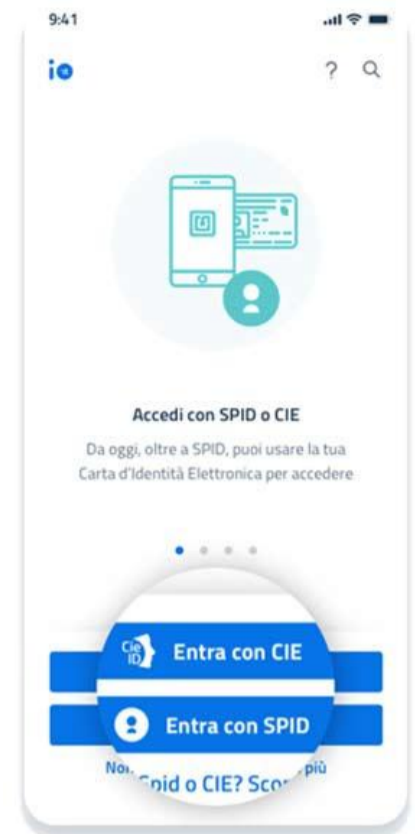 9:41
io
?
Accedi con SPID o CIE
Da oggi, oltre a SPID, puoi usare la tua
Carta d'Identità Elettronica per accedere
Cie
ID
Entra con CIE
Entra con SPID
più
Spid o CIE?